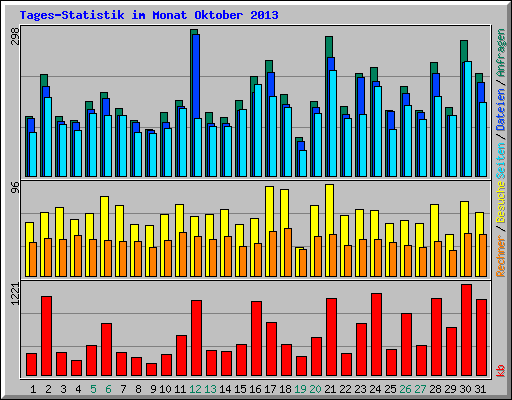 Tages-Statistik im Monat Oktober 2013
298
96
1221
Rechner / Besuche Seiten / Dateien / Anfragen
kb
1 2 3 4 5 6 7 8 9 10 11 12 13 14 15 16 17 18 19 20 21 22 23 24 25 26 27 28 29 30 31